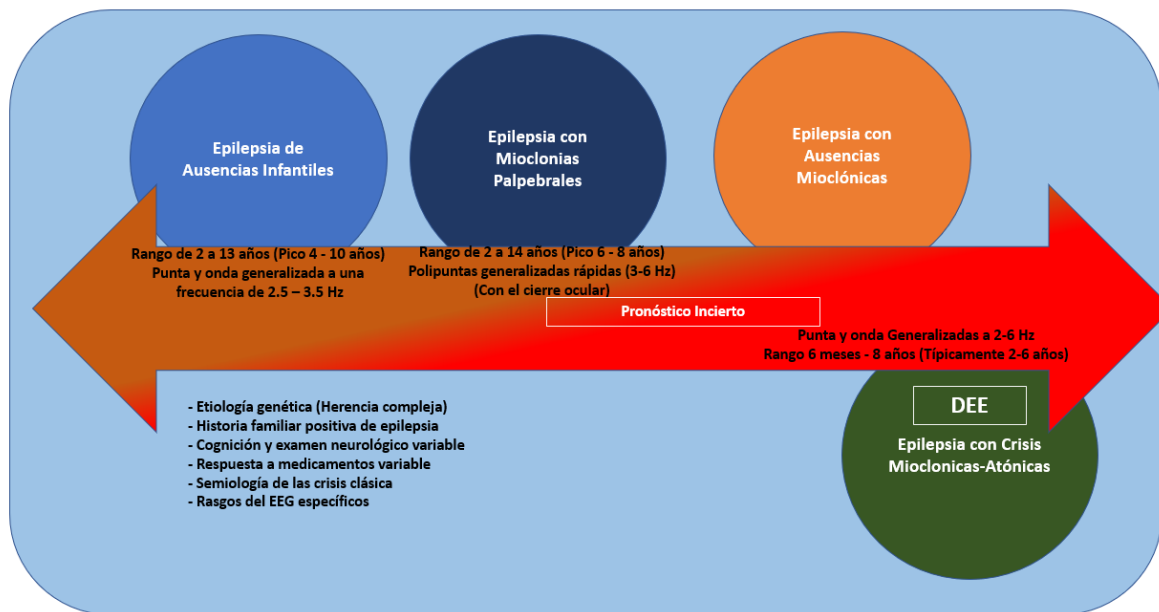 Epilepsia de
Ausencias Infantiles
Epilepsia con
Mioclonias
Palpebrales
Epilepsia con
Ausencias
Mioclónicas
Rango de 2 a 13 años (Pico 4 - 10 años)
Punta y onda generalizada a una
frecuencia de 2.5 – 3.5 Hz
Rango de 2 a 14 años (Pico 6 - 8 años)
Polipuntas generalizadas rápidas (3-6 Hz)
(Con el cierre ocular)
Pronóstico Incierto
Punta y onda Generalizadas a 2-6 Hz
Rango 6 meses - 8 años (Típicamente 2-6 años)
- Etiología genética (Herencia compleja)
- Historia familiar positiva de epilepsia
- Cognición y examen neurológico variable
- Respuesta a medicamentos variable
- Semiología de las crisis clásica
- Rasgos del EEG específicos
DEE
Epilepsia con Crisis
Mioclonicas-Atónicas